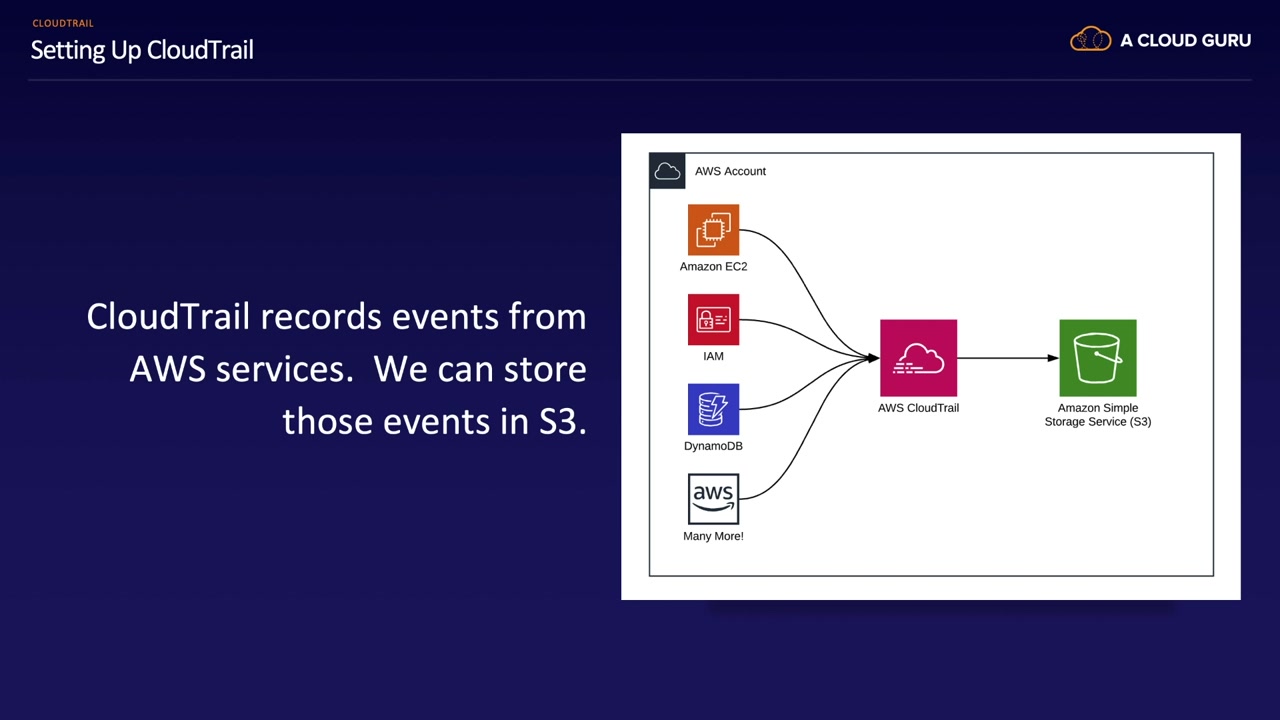 CLOUDTRAIL
Setting Up CloudTrail
A CLOUD GURU
CloudTrail records events from
AWS services.  We can store
those events in S3.
AWS Account
Amazon EC2
IAM
DynamoDB
aws
Many More!
AWS CloudTrail
Amazon Simple
Storage Service (S3)